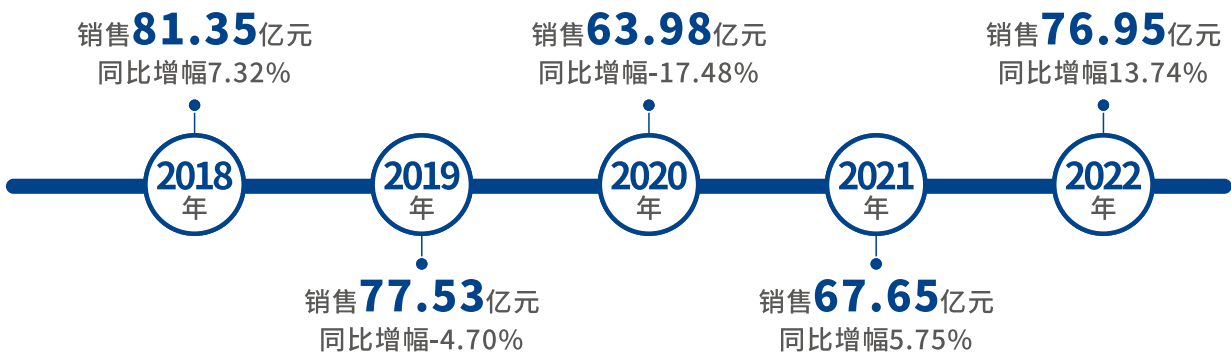 销售81.35亿元
同比增幅7.32%
2018
年
2019
年
销售77.53亿元
同比增幅-4.70%
销售63.98亿元
同比增幅-17.48%
2020
年
2021
年
销售67.65亿元
同比增幅5.75%
销售76.95亿元
同比增幅13.74%
2022
年